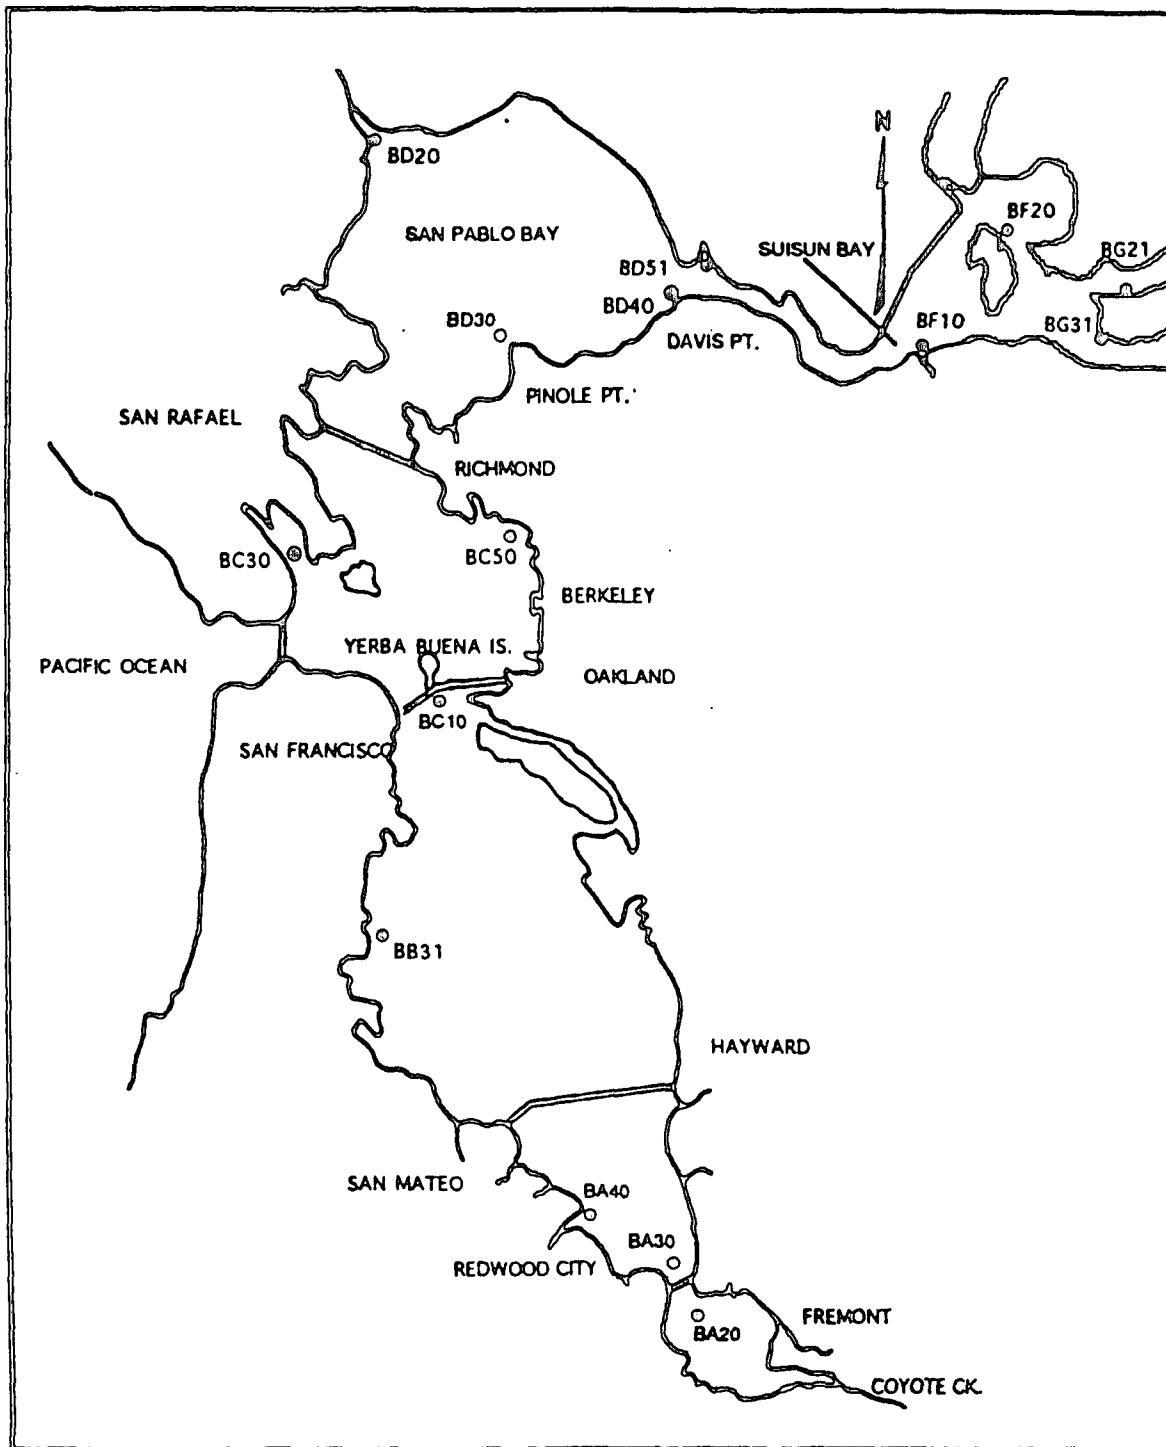 N
BD20
BF20
SAN PABLO BAY
SUISUN BAY
BG21
BD51
BD40
BD30
BF10
BG31
DAVIS PT.
PINOLE PT.
SAN RAFAEL
RICHMOND
BC30
BC50
BERKELEY
YERBA BUENA IS.
PACIFIC OCEAN
OAKLAND
BC10
SAN FRANCISCO
BB31
HAYWARD
SAN MATEO
BA40
BA30
REDWOOD CITY
FREMONT
BA20
COYOTE CK.